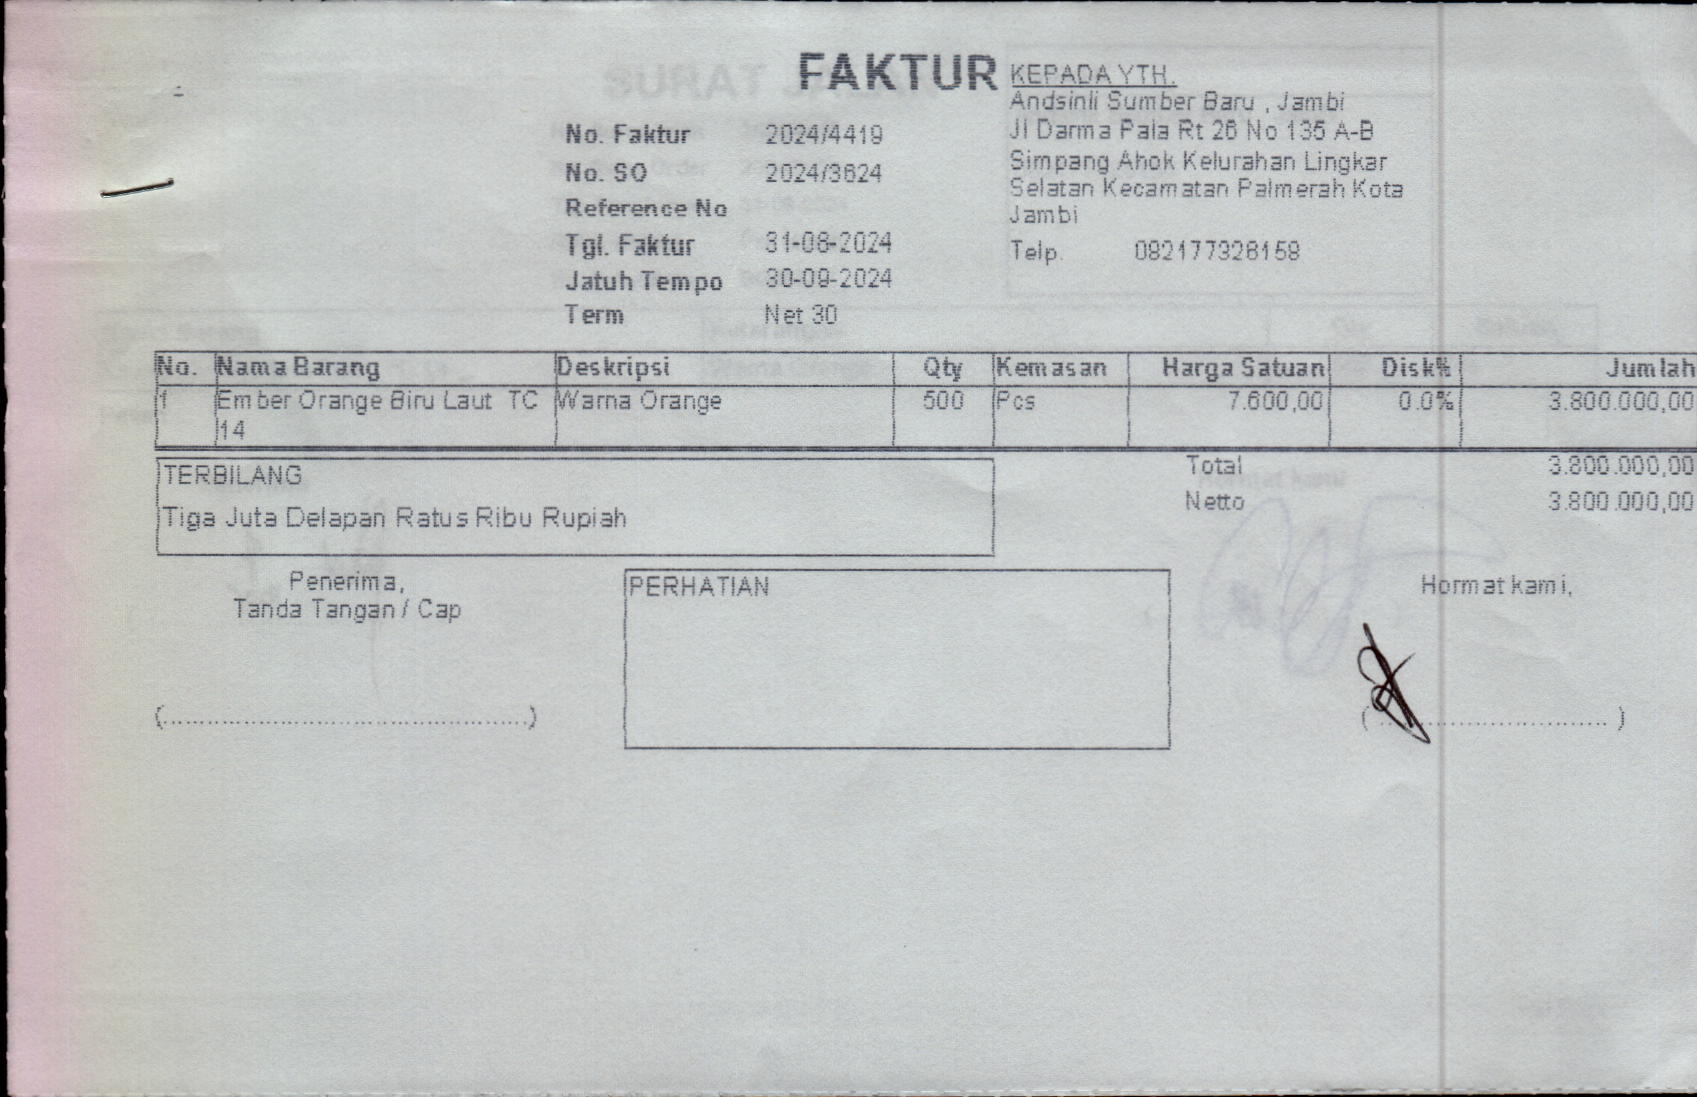 FAKTUR
No. Faktur 2024/4419
No. SO 2024/3624
Reference No
Tgl. Faktur 31-08-2024
Jatuh Tempo 30-09-2024
Term Net 30
KEPADA YTH.
Andsinli Sumber Baru , Jambi
Jl Darma Pala Rt 26 No 135 A-B
Simpang Ahok Kelurahan Lingkar
Selatan Kecamatan Palmerah Kota
Jambi
Telp. 082177326158
No. Nama Barang Deskripsi Qty Kemasan Harga Satuan Disk% Jumlah
1 Ember Orange Biru Laut TC Warna Orange 500 Pcs 7.600,00 0.0% 3.800.000,00
14
Total 3.800.000,00
Netto 3.800.000,00
TERBILANG
Tiga Juta Delapan Ratus Ribu Rupiah
Penerima,
Tanda Tangan / Cap
(................................................)
PERHATIAN
Hormat kami,
(................................)